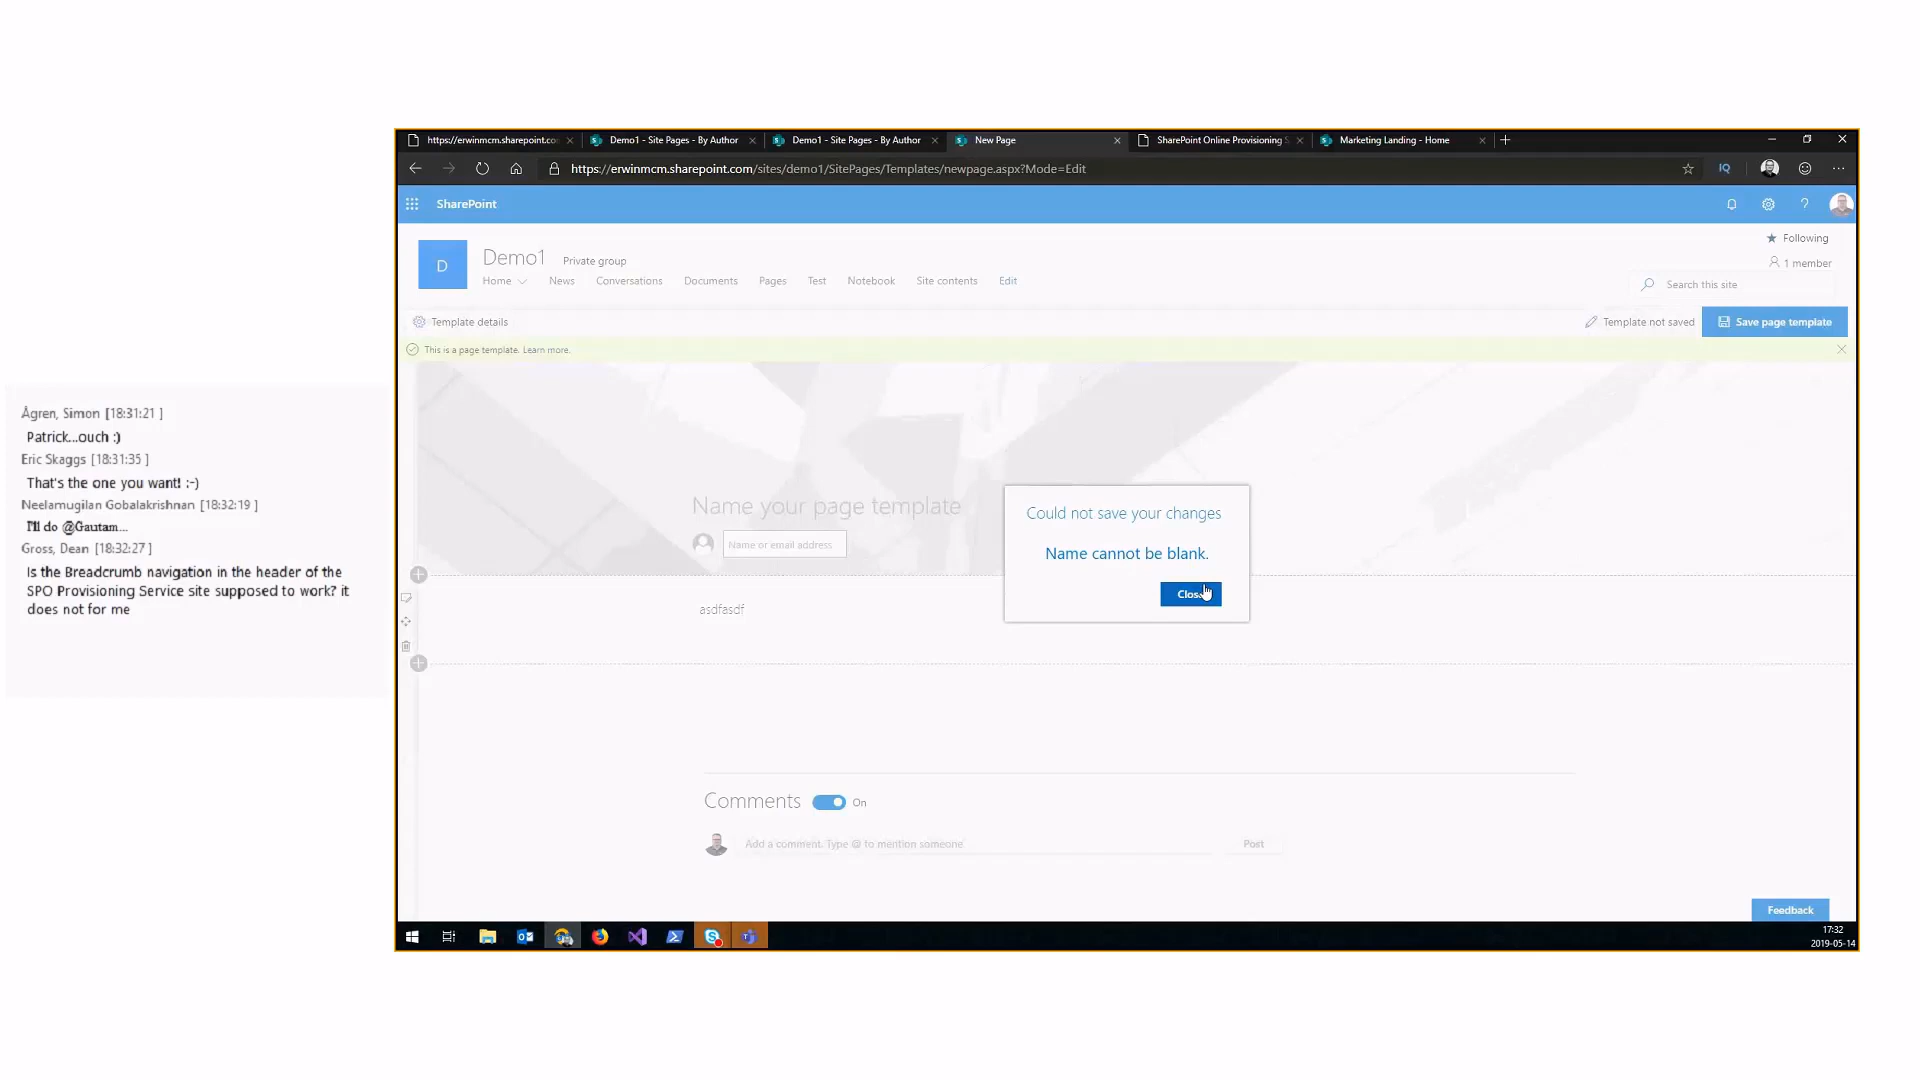 https://erwinmcm.sharepoint.co
Demo1 - Site Pages - By Author
Demo1 - Site Pages - By Author
New Page
SharePoint Online Provisioning S
Marketing Landing - Home
https://erwinmcm.sharepoint.com/sites/demo1/SitePages/Templates/newpage.aspx?Mode=Edit
IQ
SharePoint
?
D
Demo1 Private group
Following
1 member
Home
News
Conversations
Documents
Pages
Test
Notebook
Site contents
Edit
Search this site
Template details
Template not saved
Save page template
This is a page template. Learn more.
Ågren, Simon [18:31:21 ]
Patrick...ouch :)
Eric Skaggs [18:31:35 ]
That's the one you want! :-)
Neelamugilan Gobalakrishnan [18:32:19 ]
I'll do @Gautam...
Gross, Dean [18:32:27 ]
Is the Breadcrumb navigation in the header of the
SPO Provisioning Service site supposed to work? it
does not for me
Name your page template
Name or email address
Could not save your changes
Name cannot be blank.
Close
asdfasdf
Comments
On
Add a comment. Type @ to mention someone.
Post
Feedback
17:32
2019-05-14